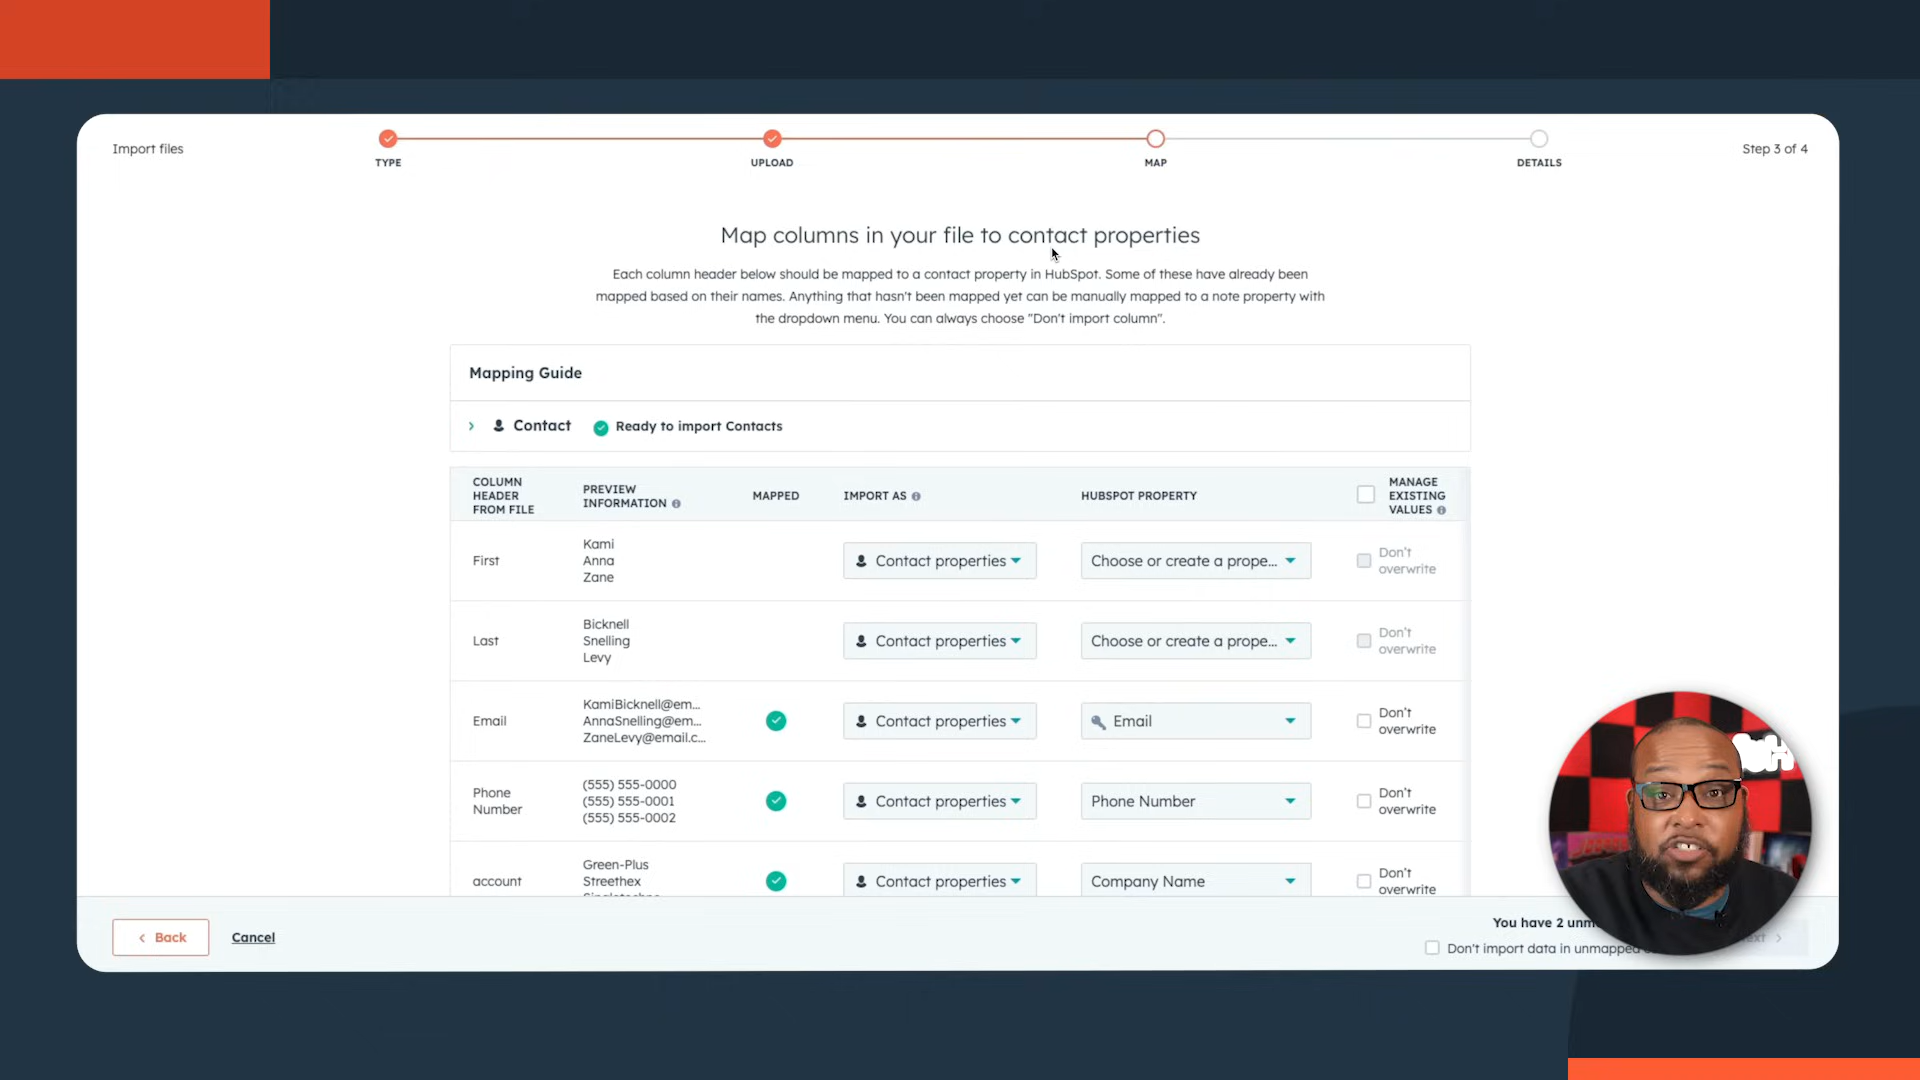 Import files
TYPE
UPLOAD
MAP
DETAILS
Step 3 of 4
Map columns in your file to contact properties
Each column header below should be mapped to a contact property in HubSpot. Some of these have already been
mapped based on their names. Anything that hasn't been mapped yet can be manually mapped to a note property with
the dropdown menu. You can always choose "Don't import column".
Mapping Guide
Contact
Ready to import Contacts
COLUMN
HEADER
FROM FILE
PREVIEW
INFORMATION
MAPPED
IMPORT AS
HUBSPOT PROPERTY
MANAGE
EXISTING
VALUES
First
Kami
Anna
Zane
Contact properties
Choose or create a prope...
Don't
overwrite
Last
Bicknell
Snelling
Levy
Contact properties
Choose or create a prope...
Don't
overwrite
Email
KamiBicknell@em...
AnnaSnelling@em...
ZaneLevy@email.c...
Contact properties
Email
Don't
overwrite
Phone
Number
(555) 555-0000
(555) 555-0001
(555) 555-0002
Contact properties
Phone Number
Don't
overwrite
account
Green-Plus
Streethex
Contact properties
Company Name
Don't
overwrite
Back
Cancel
You have 2
Don't import data in unmapped